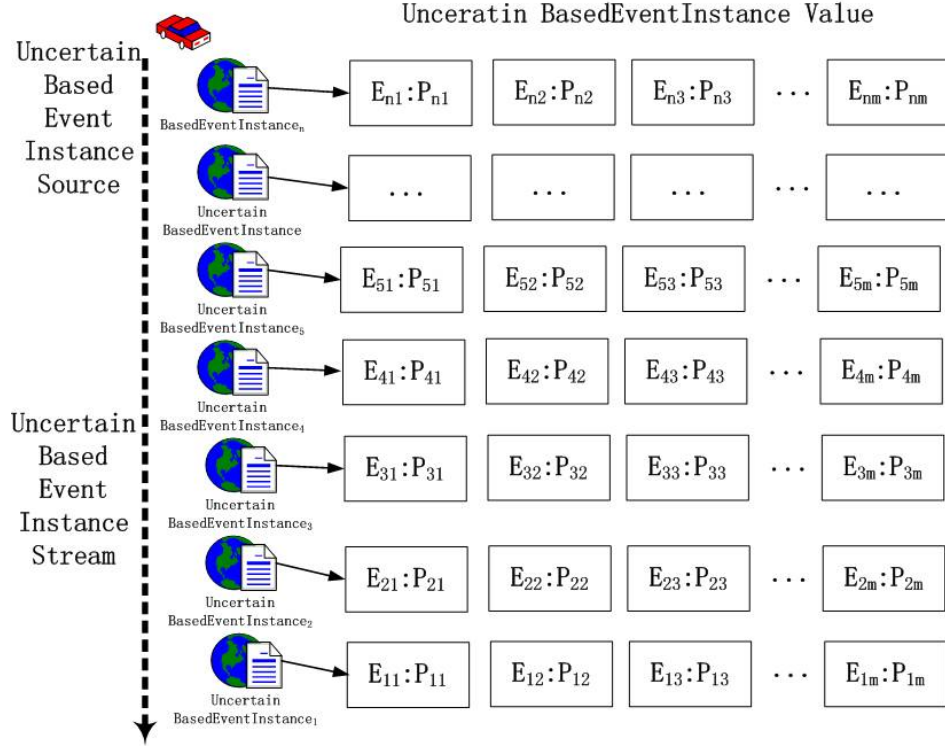 Unceratin BasedEventInstance Value
Uncertain
Based
Event
Instance
Source
BasedEventInstanceₙ
Eₙ₁:Pₙ₁ Eₙ₂:Pₙ₂ Eₙ₃:Pₙ₃ ... Eₙₘ:Pₙₘ
Uncertain
BasedEventInstance
... ... ... ... ...
Uncertain
BasedEventInstance₅
E₅₁:P₅₁ E₅₂:P₅₂ E₅₃:P₅₃ ... E₅ₘ:P₅ₘ
Uncertain
BasedEventInstance₄
E₄₁:P₄₁ E₄₂:P₄₂ E₄₃:P₄₃ ... E₄ₘ:P₄ₘ
Uncertain
Based
Event
Instance
Stream
Uncertain
BasedEventInstance₃
E₃₁:P₃₁ E₃₂:P₃₂ E₃₃:P₃₃ ... E₃ₘ:P₃ₘ
Uncertain
BasedEventInstance₂
E₂₁:P₂₁ E₂₂:P₂₂ E₂₃:P₂₃ ... E₂ₘ:P₂ₘ
Uncertain
BasedEventInstance₁
E₁₁:P₁₁ E₁₂:P₁₂ E₁₃:P₁₃ ... E₁ₘ:P₁ₘ